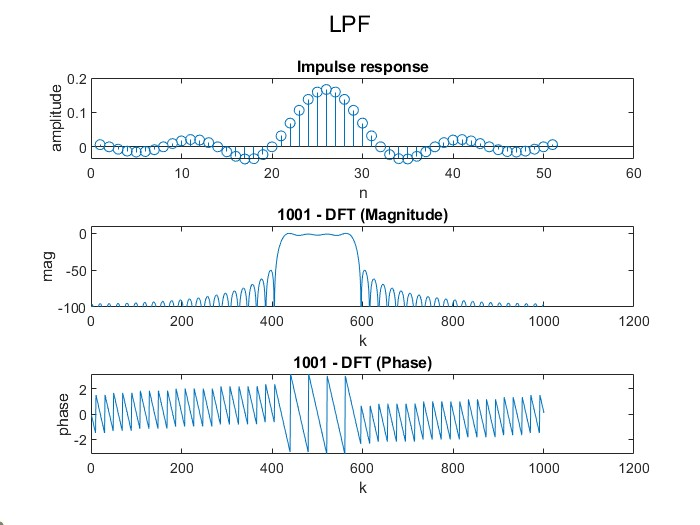 LPF
Impulse response
0.2
0.1
0
amplitude
0 10 20 30 40 50 60
n
1001 - DFT (Magnitude)
0
-50
-100
mag
0 200 400 600 800 1000 1200
k
1001 - DFT (Phase)
2
0
-2
phase
0 200 400 600 800 1000 1200
k